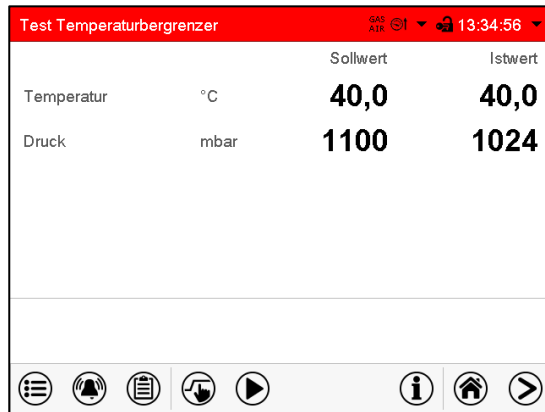 Test Temperaturbergrenzer GAS AIR 13:34:56
Sollwert Istwert
Temperatur °C 40,0 40,0
Druck mbar 1100 1024